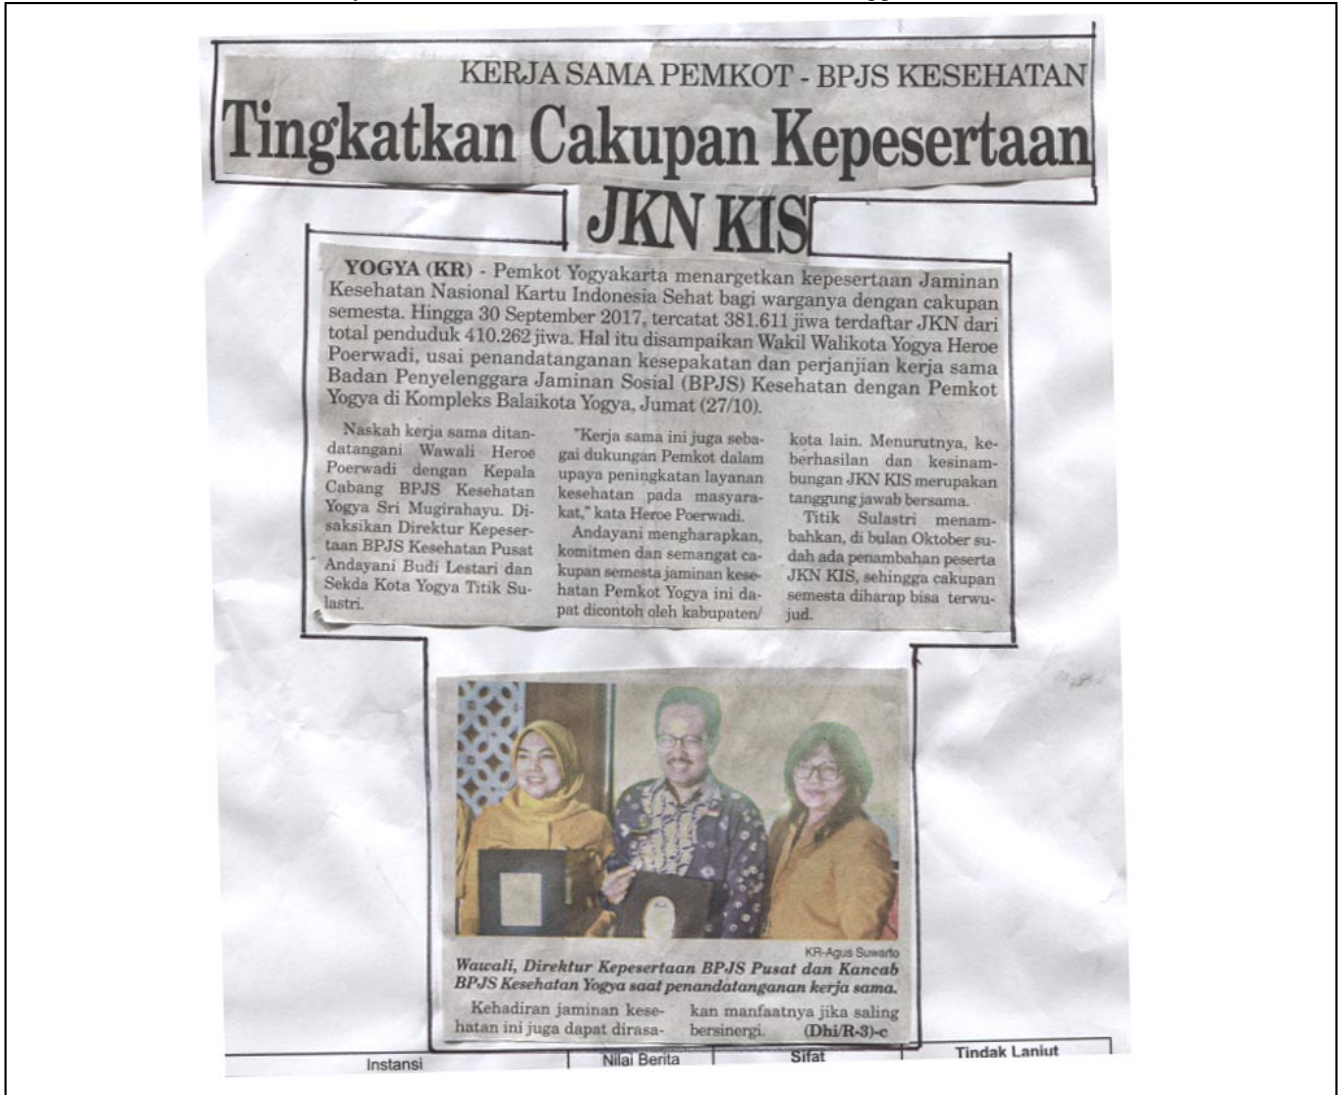 KERJA SAMA PEMKOT - BPJS KESEHATAN
Tingkatkan Cakupan Kepesertaan
JKN KIS
YOGYA (KR) - Pemkot Yogyakarta menargetkan kepesertaan Jaminan
Kesehatan Nasional Kartu Indonesia Sehat bagi warganya dengan cakupan
semesta. Hingga 30 September 2017, tercatat 381.611 jiwa terdaftar JKN dari
total penduduk 410.262 jiwa. Hal itu disampaikan Wakil Walikota Yogya Heroe
Poerwadi, usai penandatanganan kesepakatan dan perjanjian kerja sama
Badan Penyelenggara Jaminan Sosial (BPJS) Kesehatan dengan Pemkot
Yogya di Kompleks Balaikota Yogya, Jumat (27/10).
Naskah kerja sama ditan-
datangani Wawali Heroe
Poerwadi dengan Kepala
Cabang BPJS Kesehatan
Yogya Sri Mugirahayu. Di-
saksikan Direktur Kepeser-
taan BPJS Kesehatan Pusat
Andayani Budi Lestari dan
Sekda Kota Yogya Titik Su-
lastri.
"Kerja sama ini juga seba-
gai dukungan Pemkot dalam
upaya peningkatan layanan
kesehatan pada masyara-
kat," kata Heroe Poerwadi.
Andayani mengharapkan,
komitmen dan semangat ca-
kupan semesta jaminan kese-
hatan Pemkot Yogya ini da-
pat dicontoh oleh kabupaten/
kota lain. Menurutnya, ke-
berhasilan dan kesinam-
bungan JKN KIS merupakan
tanggung jawab bersama.
Titik Sulastri menam-
bahkan, di bulan Oktober su-
dah ada penambahan peserta
JKN KIS, sehingga cakupan
semesta diharap bisa terwu-
jud.
KR-Agus Suwarto
Wawali, Direktur Kepesertaan BPJS Pusat dan Kancab
BPJS Kesehatan Yogya saat penandatanganan kerja sama.
Kehadiran jaminan kese-
hatan ini juga dapat dirasa-
kan manfaatnya jika saling
bersinergi. (Dhi/R-3)-c
Instansi Nilai Berita Sifat Tindak Lanjut